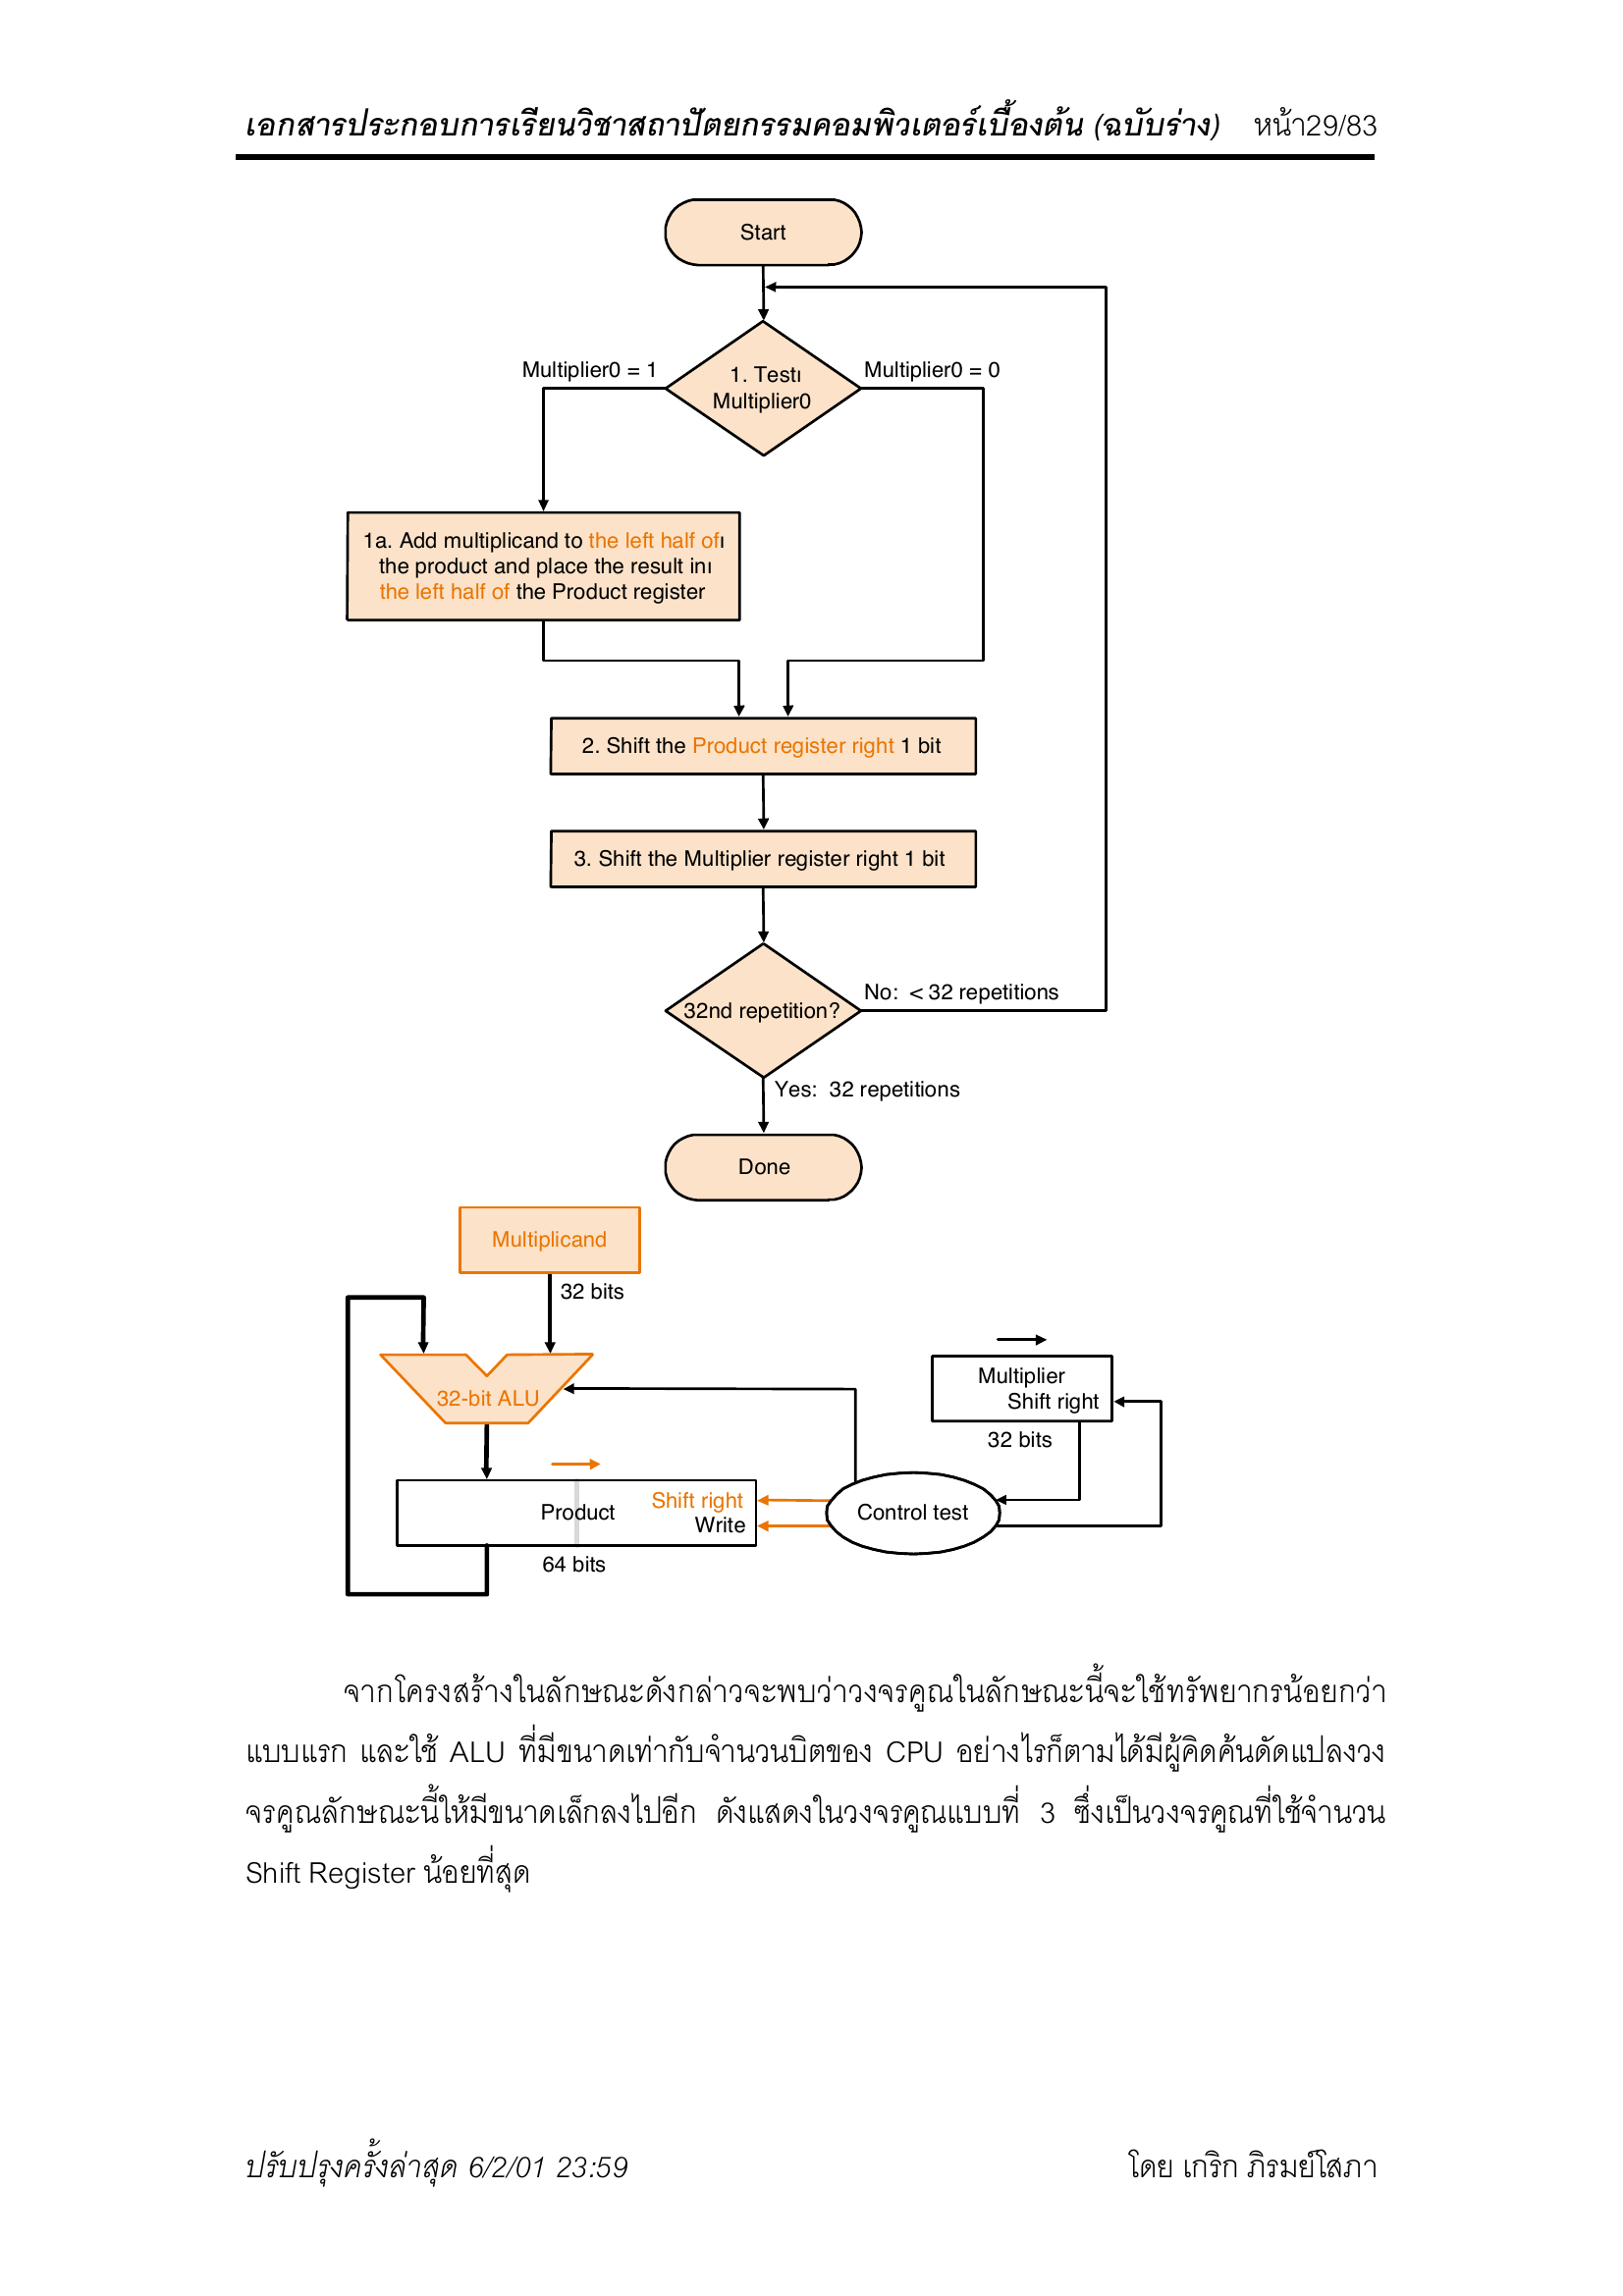 เอกสารประกอบการเรียนวิชาสถาปัตยกรรมคอมพิวเตอร์เบื้องต้น (ฉบับร่าง) หน้า29/83
Start
Multiplier0 = 1
Multiplier0 = 0
1. Test
Multiplier0
1a. Add multiplicand to the left half of
the product and place the result in
the left half of the Product register
2. Shift the Product register right 1 bit
3. Shift the Multiplier register right 1 bit
32nd repetition?
No: < 32 repetitions
Yes: 32 repetitions
Done
Multiplicand
32 bits
32-bit ALU
Multiplier
Shift right
32 bits
Product
Shift right
Write
64 bits
Control test
จากโครงสร้างในลักษณะดังกล่าวจะพบว่าวงจรคูณในลักษณะนี้จะใช้ทรัพยากรน้อยกว่า
แบบแรก และใช้ ALU ที่มีขนาดเท่ากับจำนวนบิตของ CPU อย่างไรก็ตามได้มีผู้คิดค้นดัดแปลงวง
จรคูณลักษณะนี้ให้มีขนาดเล็กลงไปอีก ดังแสดงในวงจรคูณแบบที่ 3 ซึ่งเป็นวงจรคูณที่ใช้จำนวน
Shift Register น้อยที่สุด
ปรับปรุงครั้งล่าสุด 6/2/01 23:59
โดย เกริก ภิรมย์โสภา